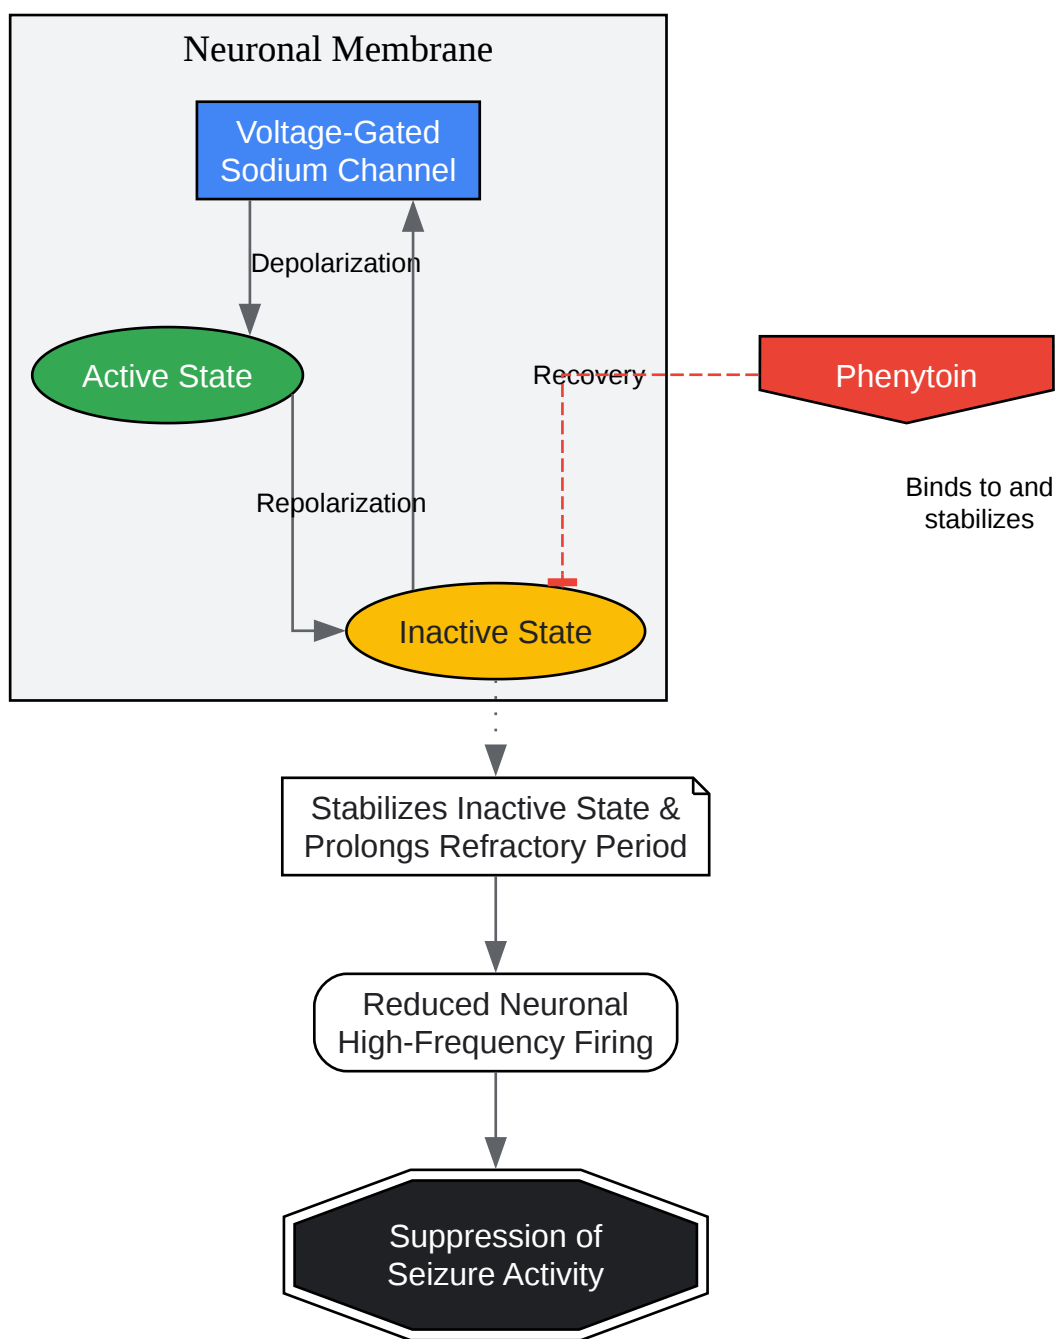 Neuronal Membrane
Voltage-Gated
Sodium Channel
Depolarization
Active State
Recovery
Phenytoin
Repolarization
Binds to and
stabilizes
Inactive State
Stabilizes Inactive State &
Prolongs Refractory Period
Reduced Neuronal
High-Frequency Firing
Suppression of
Seizure Activity